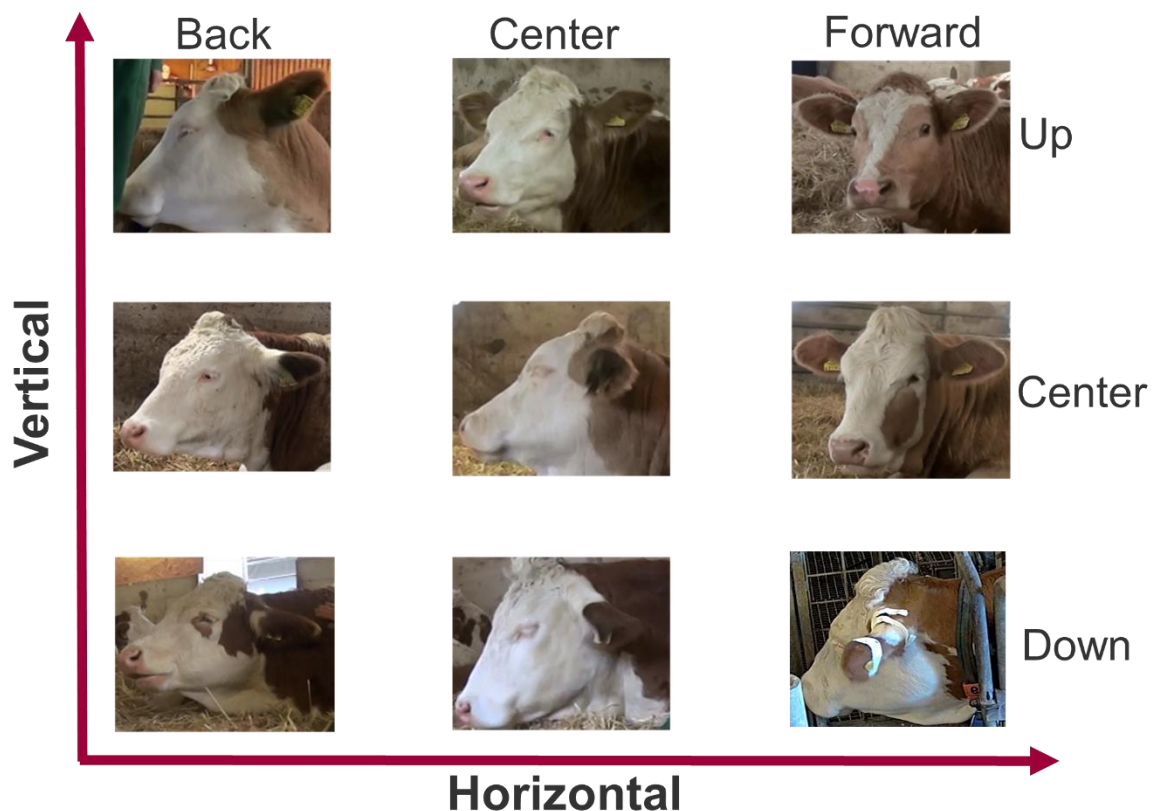 Back
Center
Forward
Up
Vertical
Center
Down
Horizontal